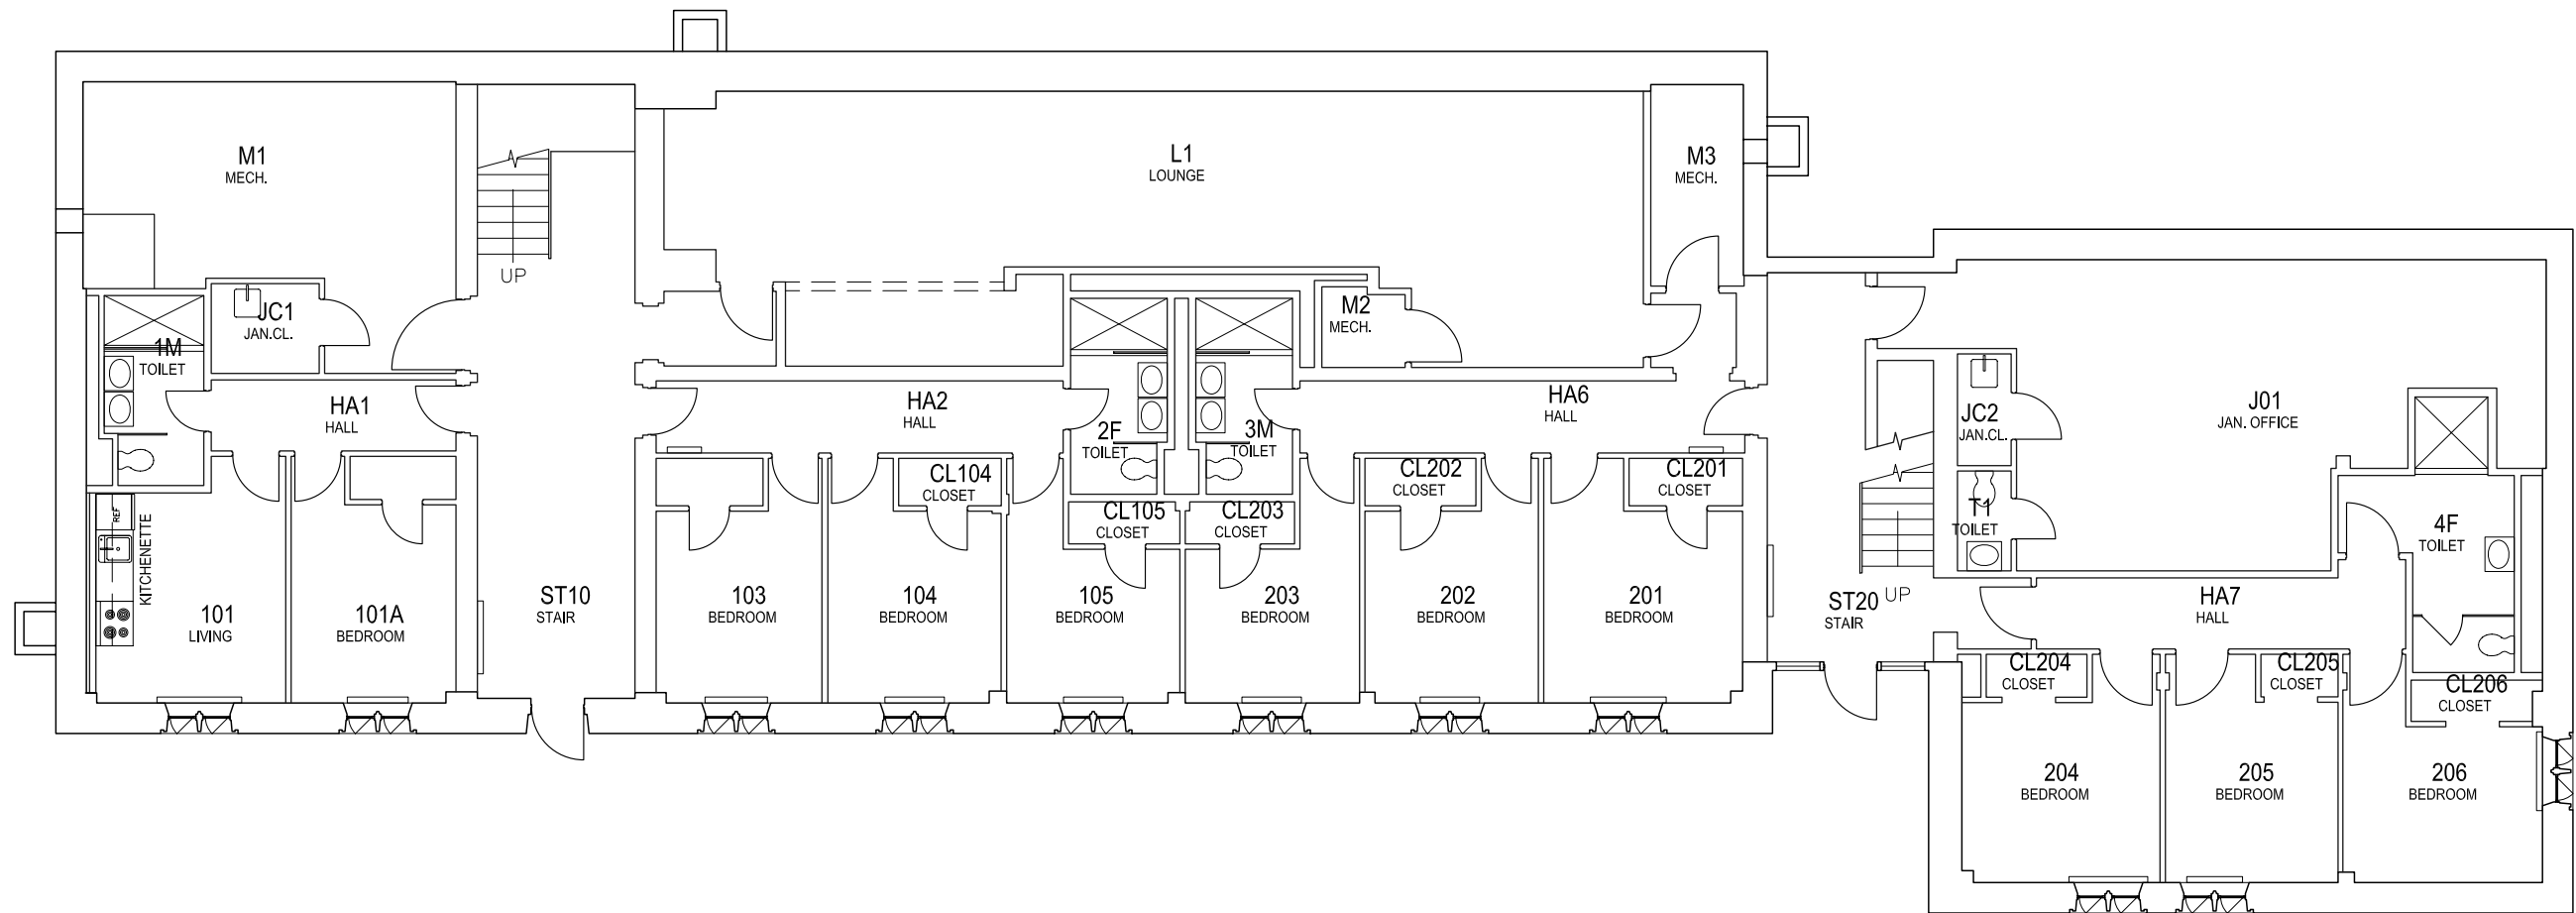 M1
MECH.
UP
L1
LOUNGE
M3
MECH.
JC1
JAN.CL.
1M
TOILET
M2
MECH.
HA1
HALL
HA2
HALL
2F
TOILET
3M
TOILET
HA6
HALL
JC2
JAN.CL.
J01
JAN. OFFICE
CL104
CLOSET
CL202
CLOSET
CL201
CLOSET
REF
KITCHENETTE
CL105
CLOSET
CL203
CLOSET
T1
TOILET
4F
TOILET
101
LIVING
101A
BEDROOM
ST10
STAIR
103
BEDROOM
104
BEDROOM
105
BEDROOM
203
BEDROOM
202
BEDROOM
201
BEDROOM
ST20
STAIR
UP
HA7
HALL
CL204
CLOSET
CL205
CLOSET
CL206
CLOSET
204
BEDROOM
205
BEDROOM
206
BEDROOM